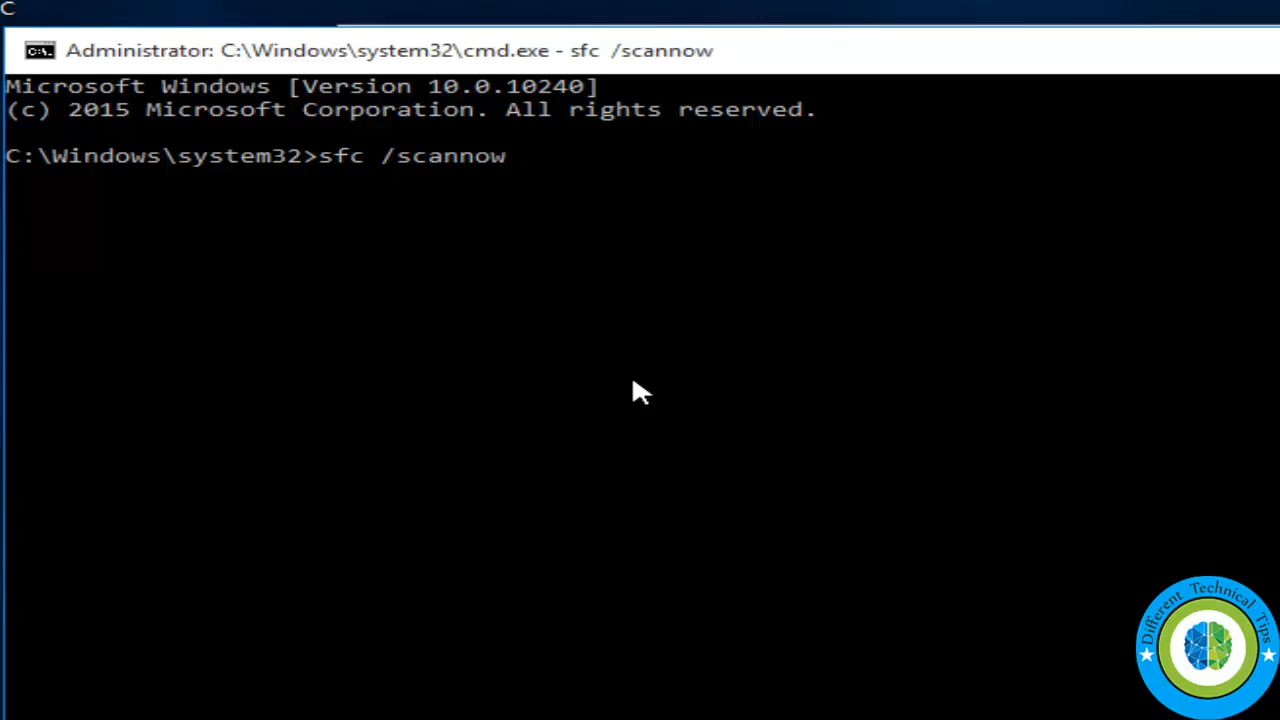 C
Administrator: C:\Windows\system32\cmd.exe - sfc  /scannow
Microsoft Windows [Version 10.0.10240]
(c) 2015 Microsoft Corporation. All rights reserved.
C:\Windows\system32>sfc /scannow
Different Technical Tips